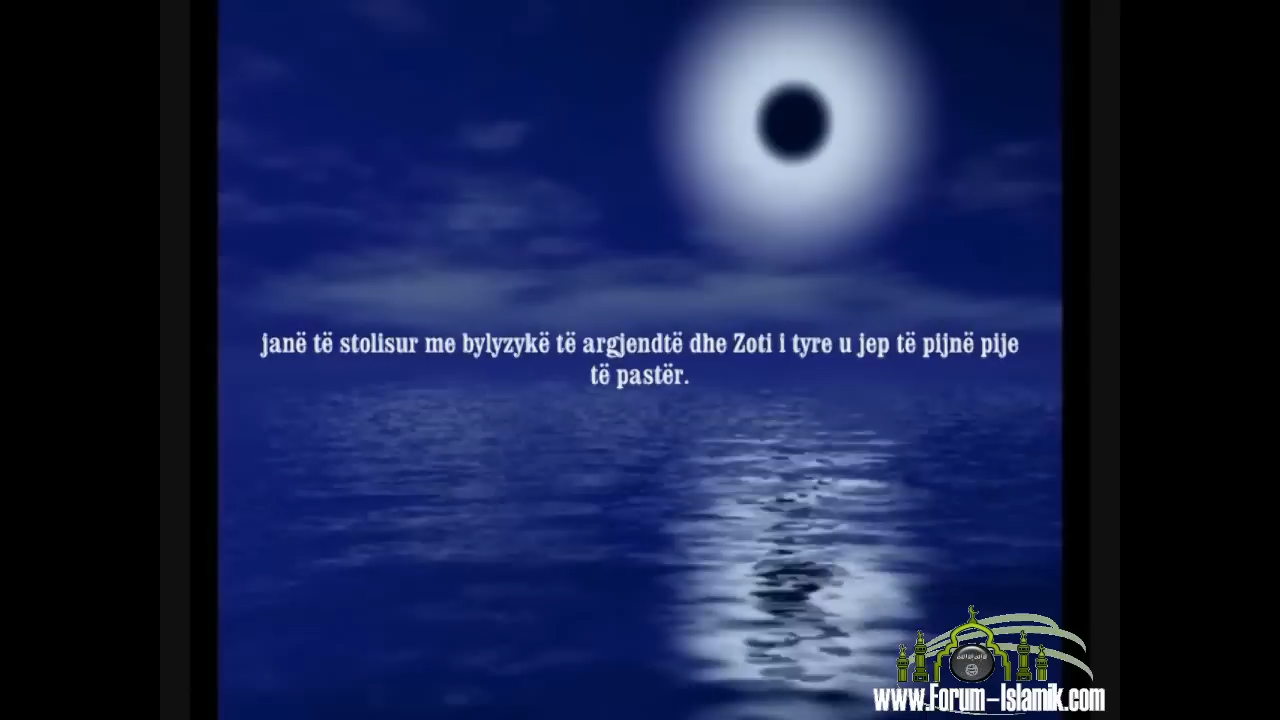 janë të stolisur me bylyzykë të argjendtë dhe Zoti i tyre u jep të pijnë pije
të pastër.
www.Forum-Islamik.com